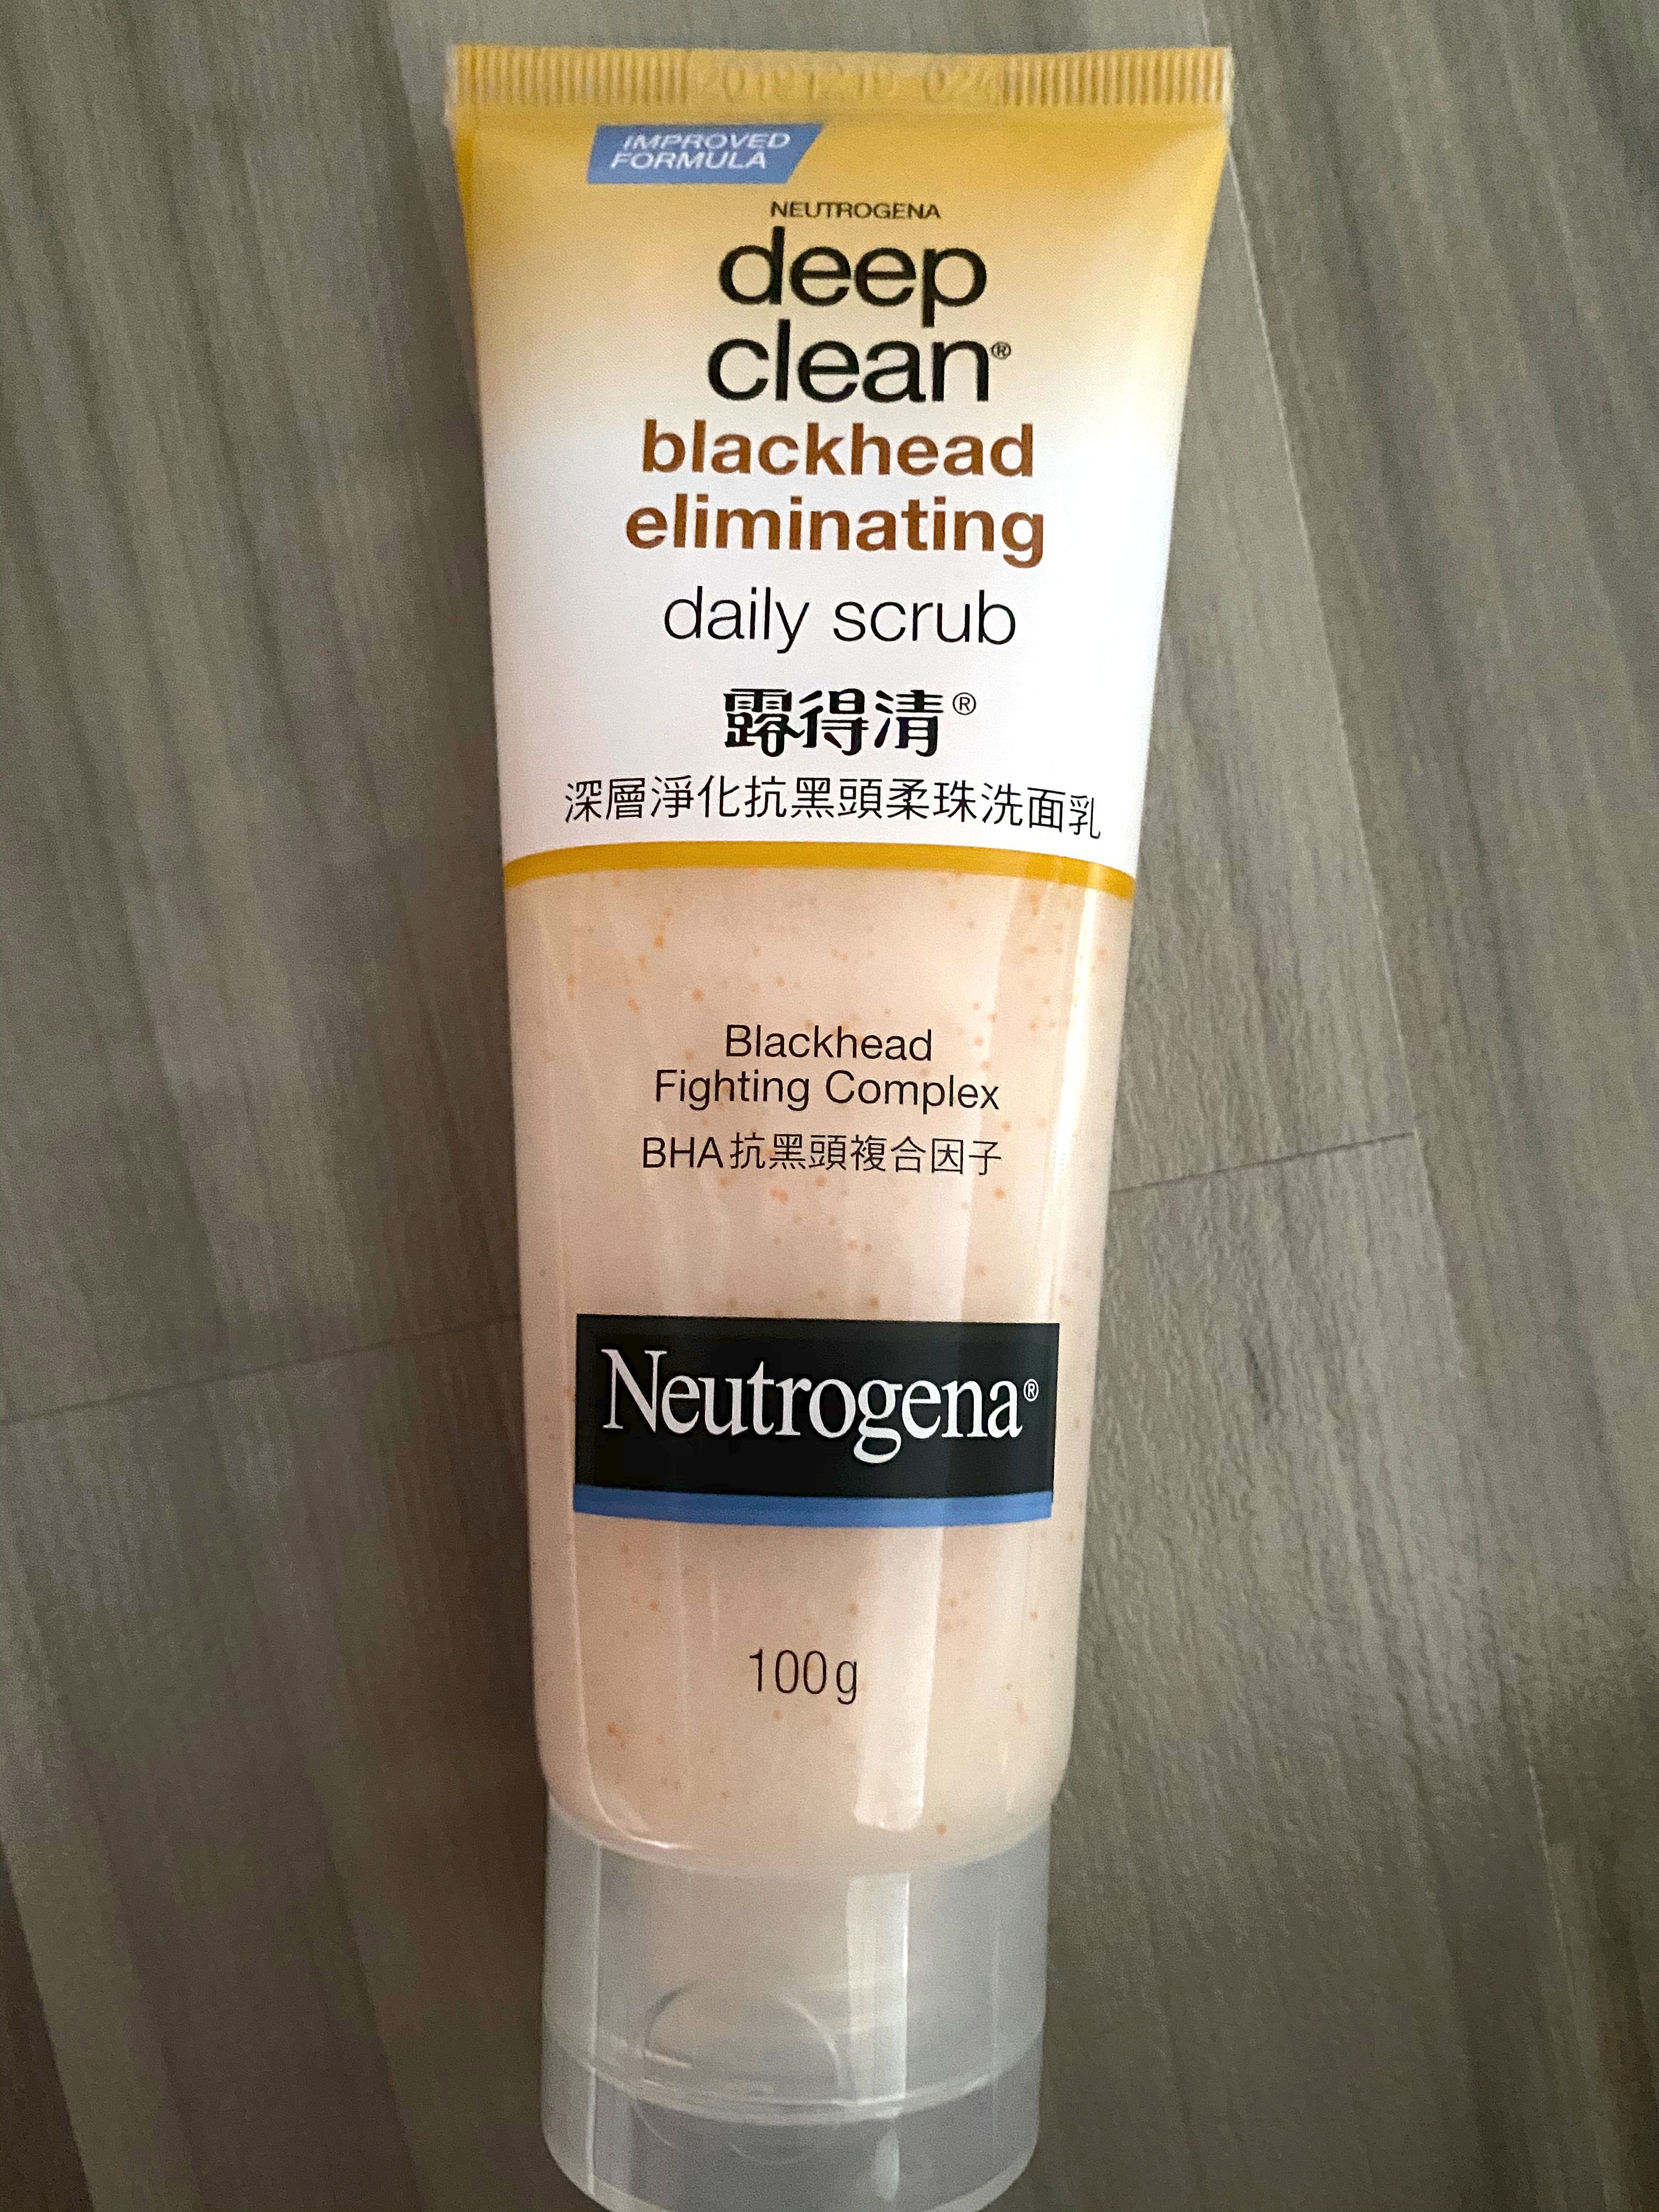 IMPROVED
FORMULA
NEUTROGENA
deep
clean®
blackhead
eliminating
daily scrub
露得清®
深層淨化抗黑頭柔珠洗面乳
Blackhead
Fighting Complex
BHA抗黑頭複合因子
Neutrogena®
100g